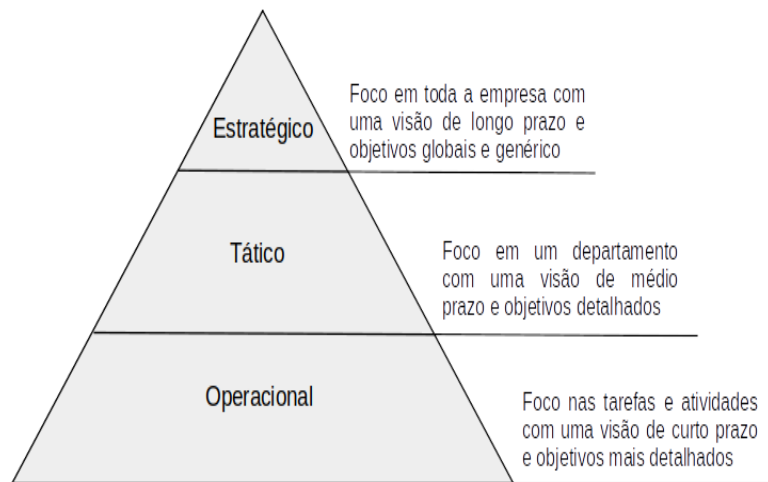 Estratégico
Foco em toda a empresa com
uma visão de longo prazo e
objetivos globais e genérico
Tático
Foco em um departamento
com uma visão de médio
prazo e objetivos detalhados
Operacional
Foco nas tarefas e atividades
com uma visão de curto prazo
e objetivos mais detalhados